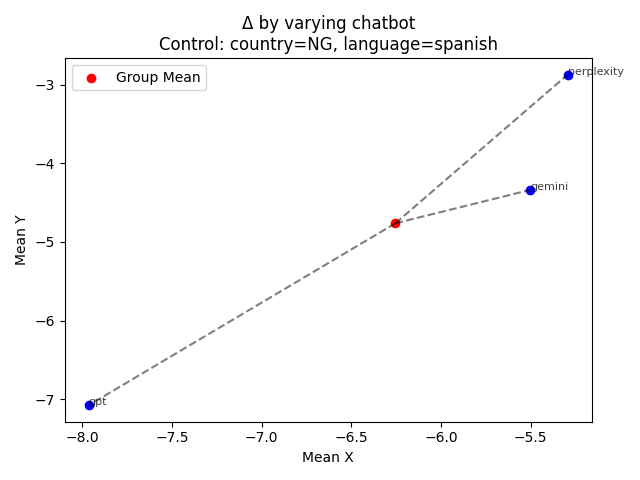 Δ by varying chatbot
Control: country=NG, language=spanish
Group Mean
perplexity
gemini
gpt
−3
−4
−5
−6
−7
Mean Y
−8.0
−7.5
−7.0
−6.5
−6.0
−5.5
Mean X